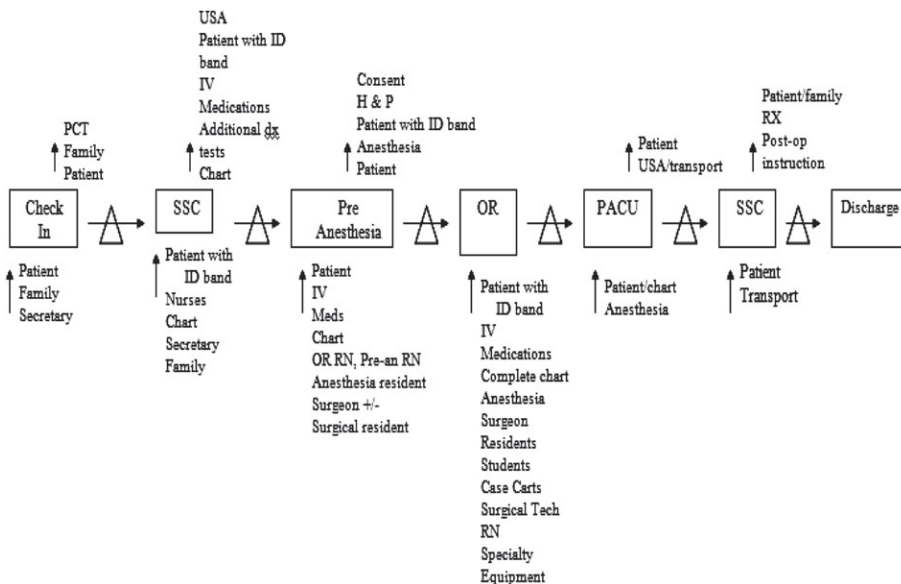 USA
Patient with ID
band
IV
Medications
Additional dx
tests
Chart
PCT
Family
Patient
Consent
H & P
Patient with ID band
Anesthesia
Patient
Patient
USA/transport
Patient/family
RX
Post-op
instruction
Check
In
SSC
Pre
Anesthesia
OR
PACU
SSC
Discharge
Patient
Family
Secretary
Patient with
ID band
Nurses
Chart
Secretary
Family
Patient
IV
Meds
Chart
OR RN, Pre-an RN
Anesthesia resident
Surgeon +/-
Surgical resident
Patient with
ID band
IV
Medications
Complete chart
Anesthesia
Surgeon
Residents
Students
Case Carts
Surgical Tech
RN
Specialty
Equipment
Patient/chart
Anesthesia
Patient
Transport